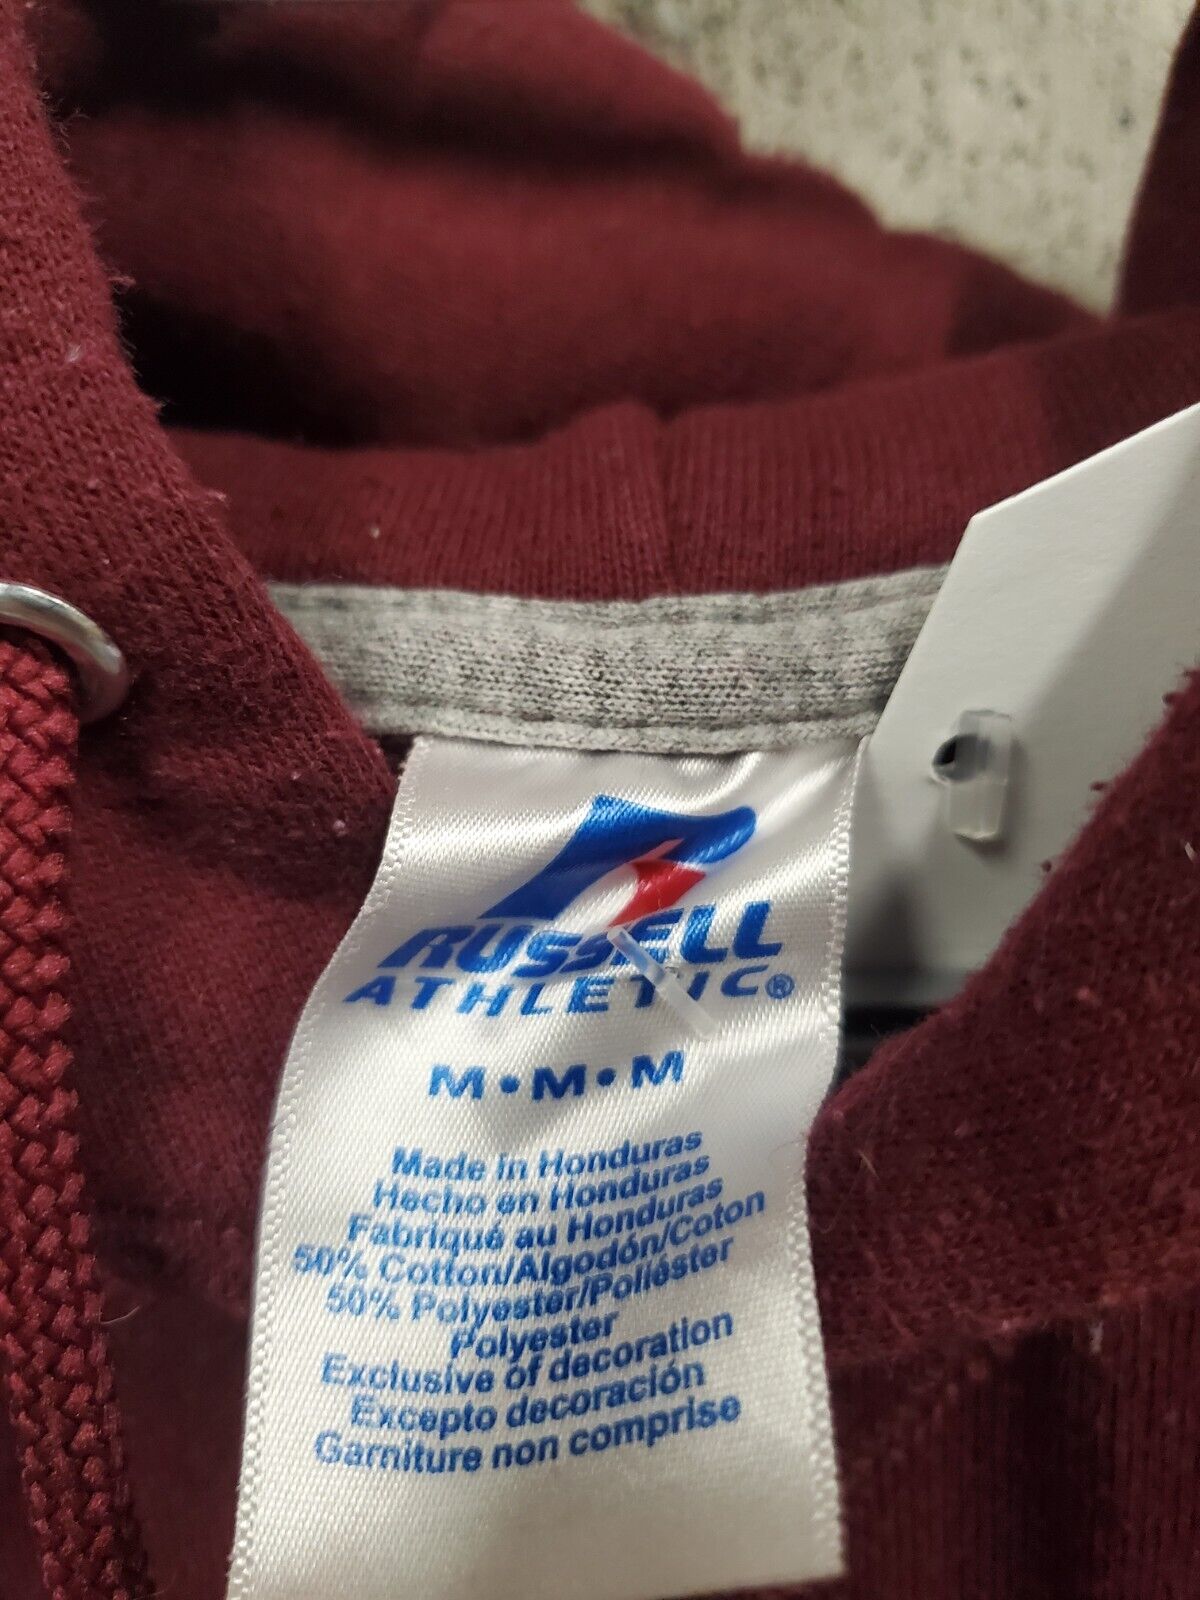 RUSSELL
ATHLETIC®
M•M•M
Made in Honduras
Hecho en Honduras
Fabriqué au Honduras
50% Cotton/Algodón/Coton
50% Polyester/Poliéster
Polyester
Exclusive of decoration
Excepto decoración
Garniture non comprise